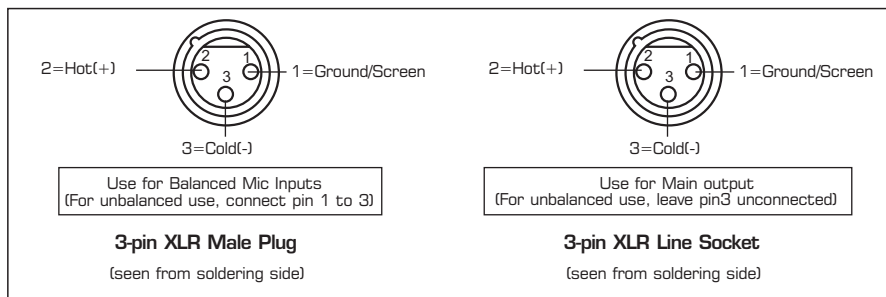 2 1
2=Hot(+) 1=Ground/Screen
3
3=Cold(-)
Use for Balanced Mic Inputs
(For unbalanced use, connect pin 1 to 3)
3-pin XLR Male Plug
(seen from soldering side)
2 1
2=Hot(+) 1=Ground/Screen
3
3=Cold(-)
Use for Main output
(For unbalanced use, leave pin3 unconnected)
3-pin XLR Line Socket
(seen from soldering side)